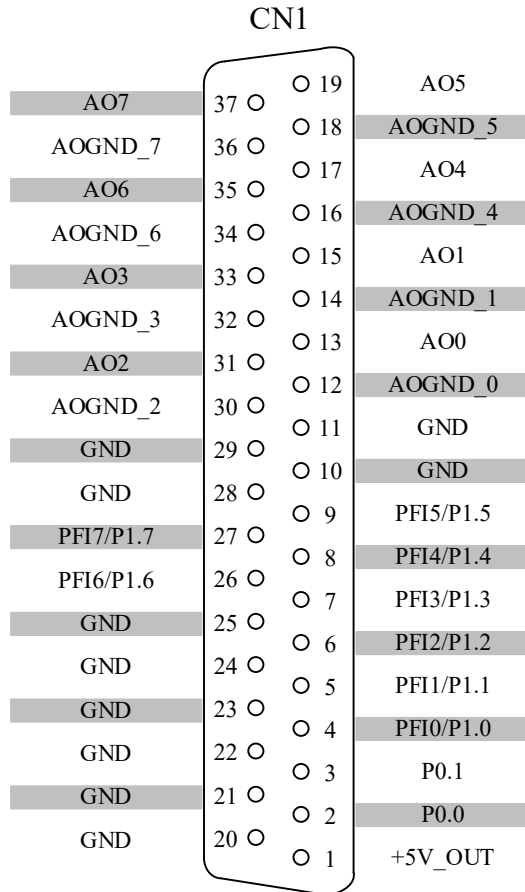 CN1
19 AO5
AO7 37
18 AOGND_5
AOGND_7 36
17 AO4
AO6 35
16 AOGND_4
AOGND_6 34
15 AO1
AO3 33
14 AOGND_1
AOGND_3 32
13 AO0
AO2 31
12 AOGND_0
AOGND_2 30
11 GND
GND 29
10 GND
GND 28
9 PFI5/P1.5
PFI7/P1.7 27
8 PFI4/P1.4
PFI6/P1.6 26
7 PFI3/P1.3
GND 25
6 PFI2/P1.2
GND 24
5 PFI1/P1.1
GND 23
4 PFI0/P1.0
GND 22
3 P0.1
GND 21
2 P0.0
GND 20
1 +5V_OUT